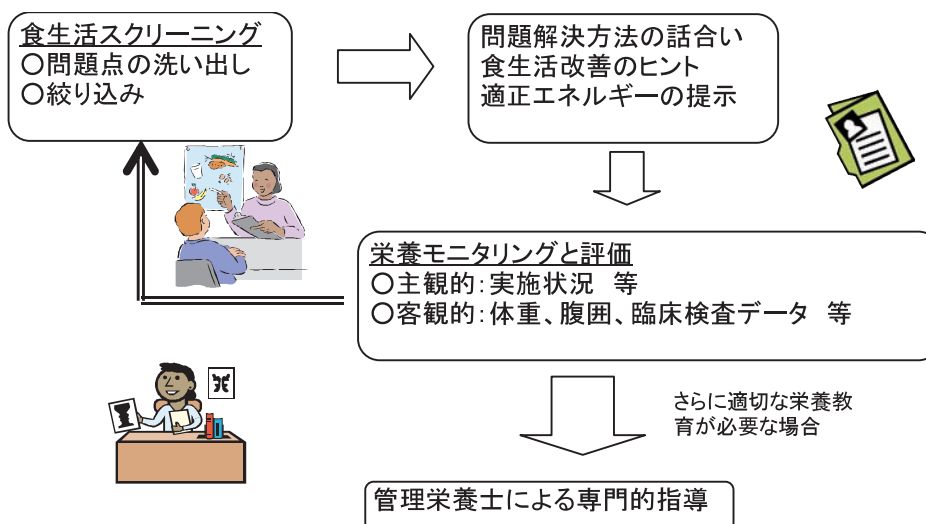 食生活スクリーニング
○問題点の洗い出し
○絞り込み
問題解決方法の話合い
食生活改善のヒント
適正エネルギーの提示
栄養モニタリングと評価
○主観的:実施状況　等
○客観的:体重、腹囲、臨床検査データ　等
さらに適切な栄養教
育が必要な場合
管理栄養士による専門的指導